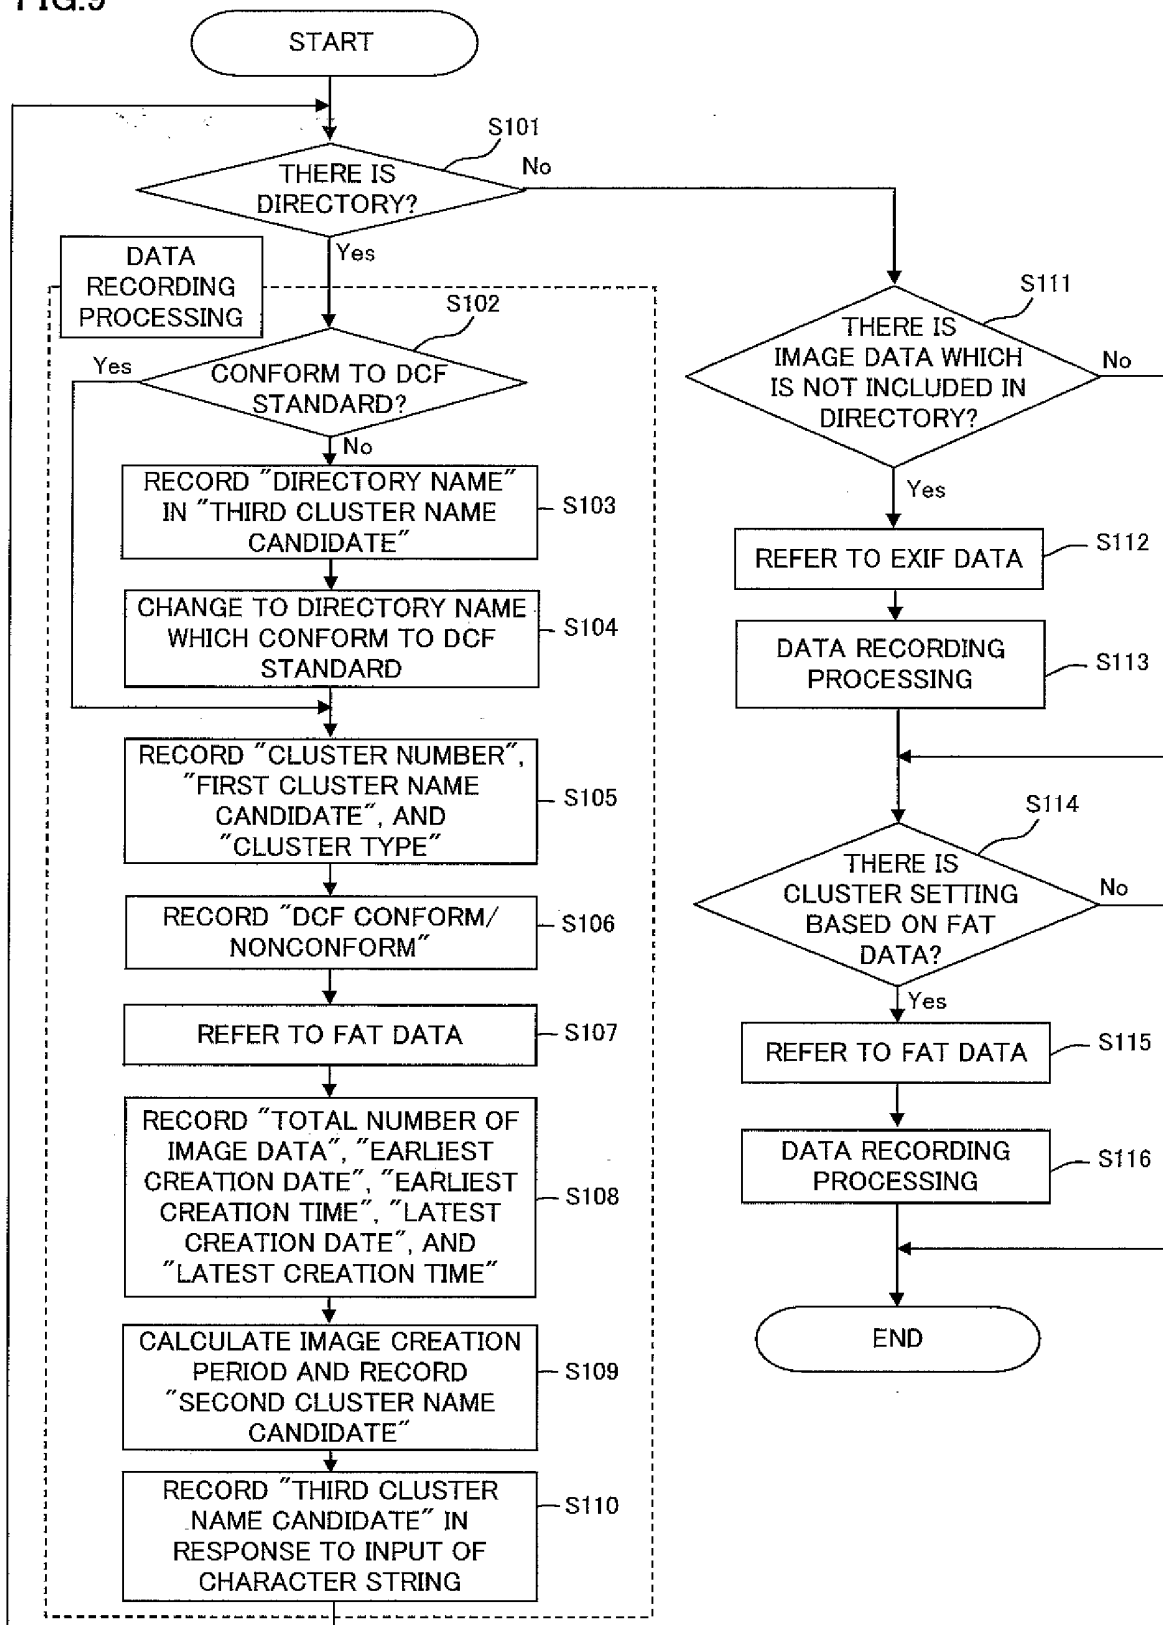 FIG.9
START
S101
THERE IS
DIRECTORY?
No
Yes
DATA
RECORDING
PROCESSING
S102
Yes
CONFORM TO DCF
STANDARD?
No
RECORD "DIRECTORY NAME"
IN "THIRD CLUSTER NAME
CANDIDATE"
S103
CHANGE TO DIRECTORY NAME
WHICH CONFORM TO DCF
STANDARD
S104
RECORD "CLUSTER NUMBER",
"FIRST CLUSTER NAME
CANDIDATE", AND
"CLUSTER TYPE"
S105
RECORD "DCF CONFORM/
NONCONFORM"
S106
REFER TO FAT DATA
S107
RECORD "TOTAL NUMBER OF
IMAGE DATA", "EARLIEST
CREATION DATE", "EARLIEST
CREATION TIME", "LATEST
CREATION DATE", AND
"LATEST CREATION TIME"
S108
CALCULATE IMAGE CREATION
PERIOD AND RECORD
"SECOND CLUSTER NAME
CANDIDATE"
S109
RECORD "THIRD CLUSTER
NAME CANDIDATE" IN
RESPONSE TO INPUT OF
CHARACTER STRING
S110
S111
THERE IS
IMAGE DATA WHICH
IS NOT INCLUDED IN
DIRECTORY?
No
Yes
REFER TO EXIF DATA
S112
DATA RECORDING
PROCESSING
S113
S114
THERE IS
CLUSTER SETTING
BASED ON FAT
DATA?
No
Yes
REFER TO FAT DATA
S115
DATA RECORDING
PROCESSING
S116
END